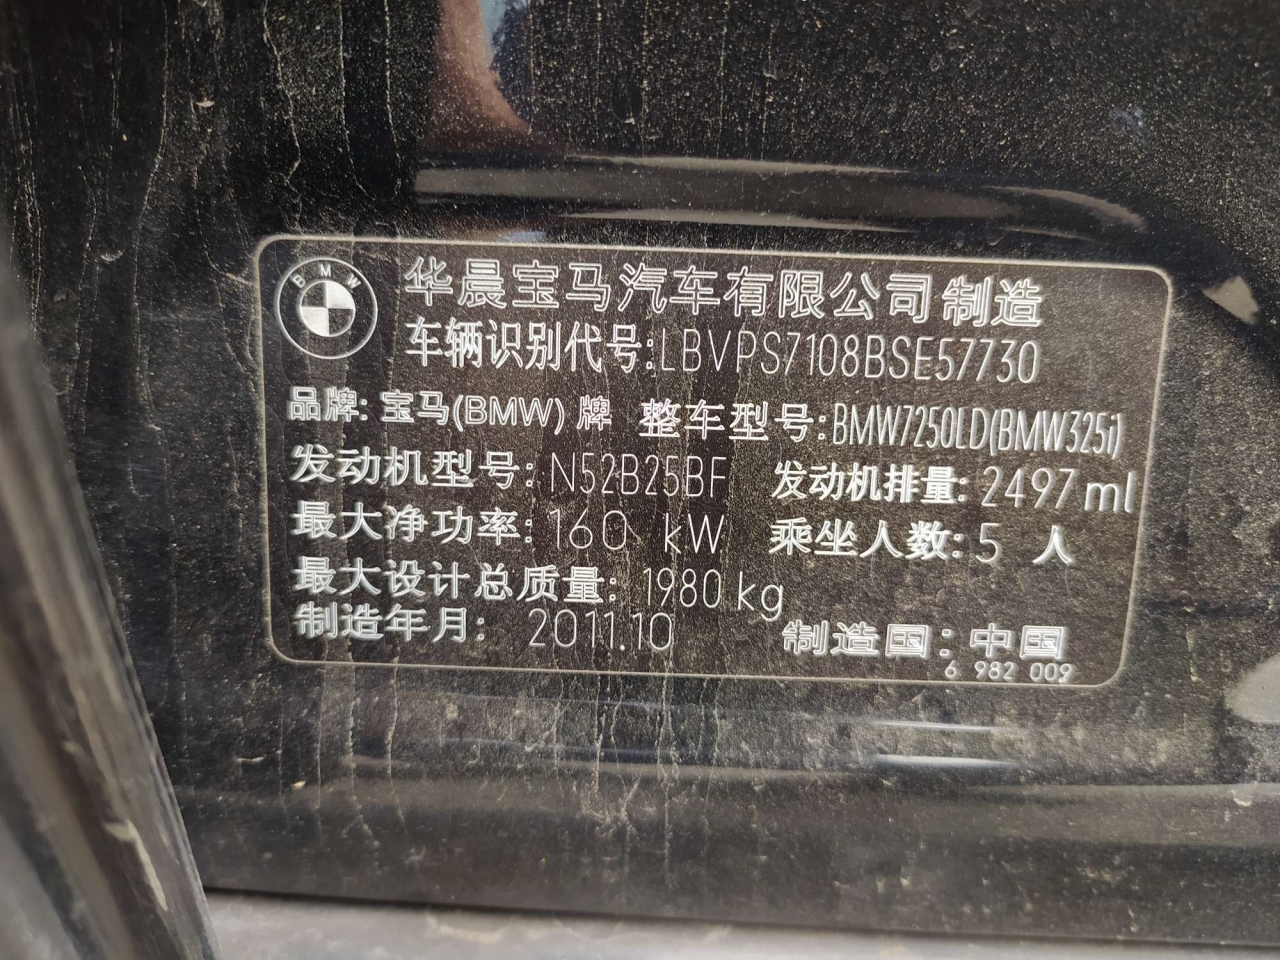 BMW
华晨宝马汽车有限公司制造
车辆识别代号:LBVPS7108BSE57730
品牌: 宝马(BMW) 牌 整车型号:BMW7250LD(BMW325i)
发动机型号: N52B25BF 发动机排量: 2497 ml
最大净功率: 160 kW 乘坐人数: 5 人
最大设计总质量: 1980 kg
制造年月: 2011.10 制造国: 中国
6 982 009